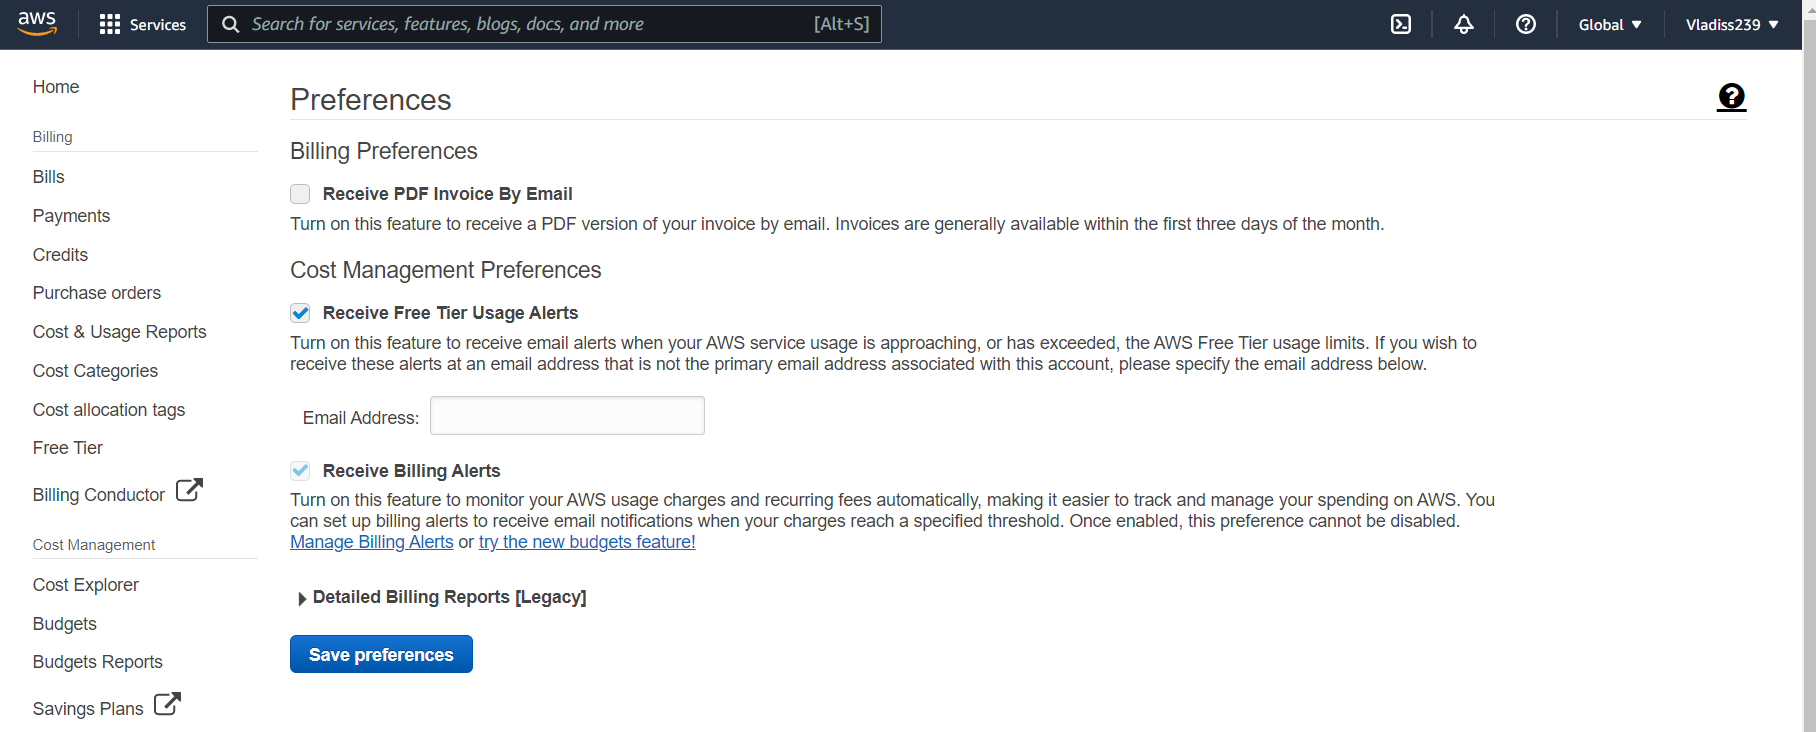 aws
Services
Search for services, features, blogs, docs, and more
[Alt+S]
Global
Vladiss239
Home
Billing
Bills
Payments
Credits
Purchase orders
Cost & Usage Reports
Cost Categories
Cost allocation tags
Free Tier
Billing Conductor
Cost Management
Cost Explorer
Budgets
Budgets Reports
Savings Plans
Preferences
Billing Preferences
Receive PDF Invoice By Email
Turn on this feature to receive a PDF version of your invoice by email. Invoices are generally available within the first three days of the month.
Cost Management Preferences
Receive Free Tier Usage Alerts
Turn on this feature to receive email alerts when your AWS service usage is approaching, or has exceeded, the AWS Free Tier usage limits. If you wish to
receive these alerts at an email address that is not the primary email address associated with this account, please specify the email address below.
Email Address:
Receive Billing Alerts
Turn on this feature to monitor your AWS usage charges and recurring fees automatically, making it easier to track and manage your spending on AWS. You
can set up billing alerts to receive email notifications when your charges reach a specified threshold. Once enabled, this preference cannot be disabled.
Manage Billing Alerts or try the new budgets feature!
Detailed Billing Reports [Legacy]
Save preferences